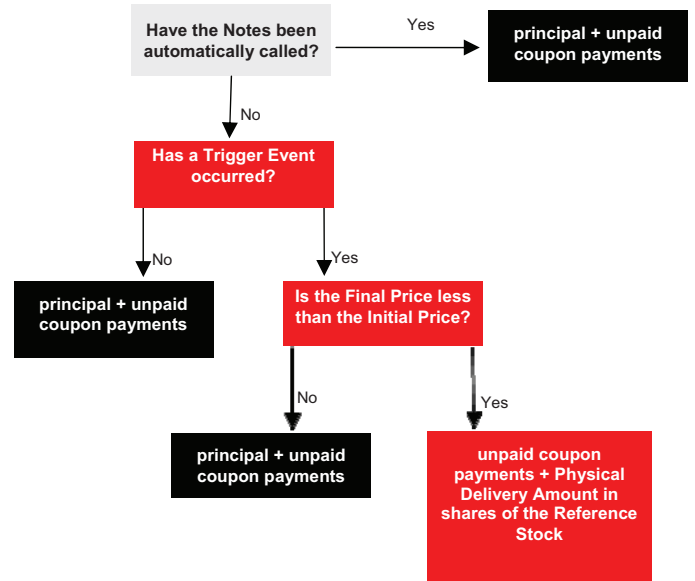 Have the Notes been
automatically called?
Yes
principal + unpaid
coupon payments
No
Has a Trigger Event
occurred?
No
Yes
principal + unpaid
coupon payments
Is the Final Price less
than the Initial Price?
No
Yes
principal + unpaid
coupon payments
unpaid coupon
payments + Physical
Delivery Amount in
shares of the Reference
Stock